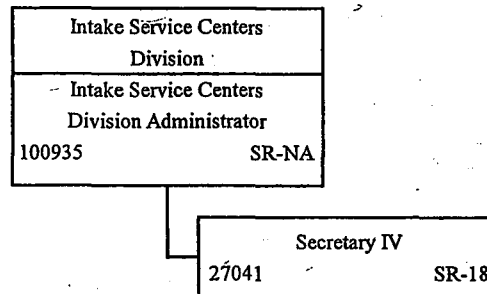 Intake Service Centers
Division
Intake Service Centers
Division Administrator
100935 SR-NA
Secretary IV
27041 SR-18